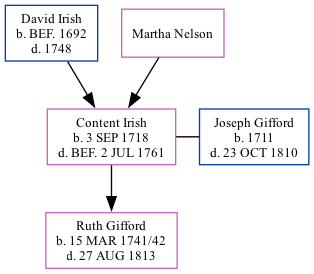 David Irish
b. BEF. 1692
d. 1748
Martha Nelson
Content Irish
b. 3 SEP 1718
d. BEF. 2 JUL 1761
Joseph Gifford
b. 1711
d. 23 OCT 1810
Ruth Gifford
b. 15 MAR 1741/42
d. 27 AUG 1813